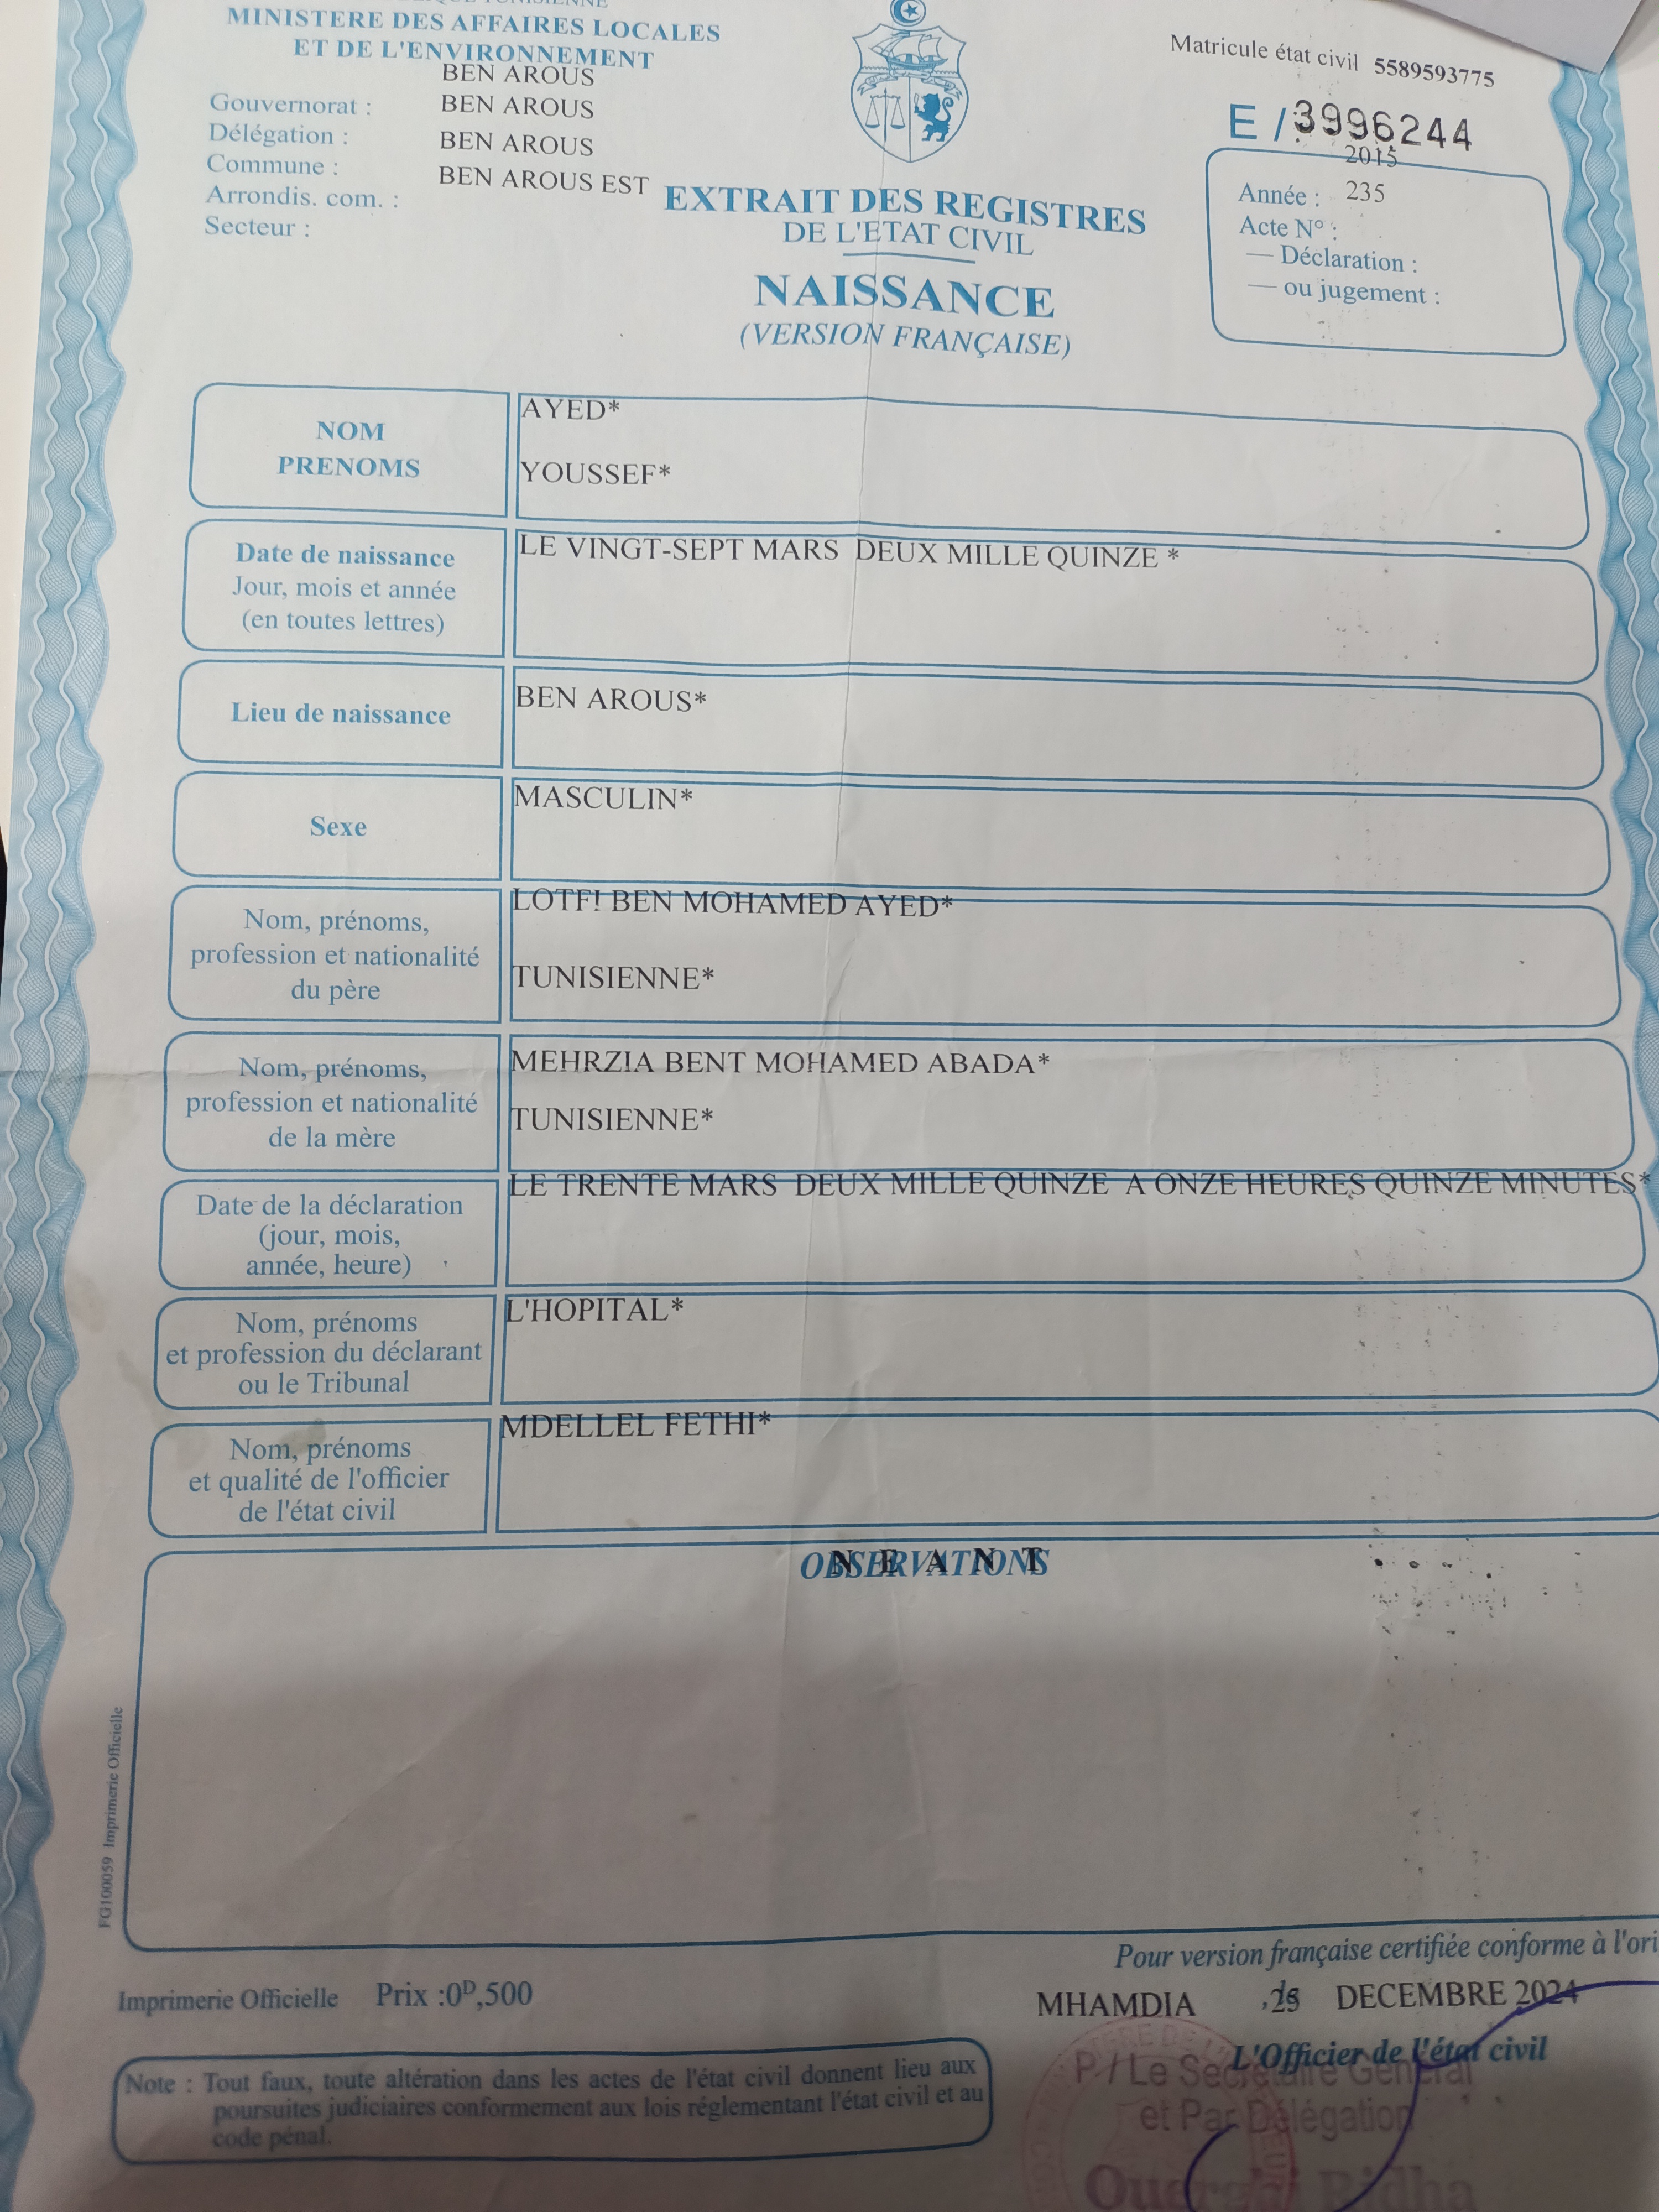 MINISTERE DES AFFAIRES LOCALES
ET DE L'ENVIRONNEMENT
BEN AROUS
Gouvernorat : BEN AROUS
Délégation : BEN AROUS
Commune : BEN AROUS EST
Arrondis. com. :
Secteur :
Matricule état civil 5589593775
E / 3996244
2015
Année : 235
Acte N° :
— Déclaration :
— ou jugement :
EXTRAIT DES REGISTRES
DE L'ETAT CIVIL
NAISSANCE
(VERSION FRANÇAISE)
NOM
PRENOMS
AYED*
YOUSSEF*
Date de naissance
Jour, mois et année
(en toutes lettres)
LE VINGT-SEPT MARS DEUX MILLE QUINZE *
Lieu de naissance
BEN AROUS*
Sexe
MASCULIN*
Nom, prénoms,
profession et nationalité
du père
LOTFI BEN MOHAMED AYED*
TUNISIENNE*
Nom, prénoms,
profession et nationalité
de la mère
MEHRZIA BENT MOHAMED ABADA*
TUNISIENNE*
Date de la déclaration
(jour, mois,
année, heure)
LE TRENTE MARS DEUX MILLE QUINZE A ONZE HEURES QUINZE MINUTES*
Nom, prénoms
et profession du déclarant
ou le Tribunal
L'HOPITAL*
Nom, prénoms
et qualité de l'officier
de l'état civil
MDELLEL FETHI*
OBSERVATIONS
N E A N T
FG100059 Imprimerie Officielle
Pour version française certifiée conforme à l'ori
Imprimerie Officielle Prix :0D,500
MHAMDIA DECEMBRE 2024
L'Officier de l'état civil
P / Le Secrétaire Général
et Par Délégation
Ridha
Note : Tout faux, toute altération dans les actes de l'état civil donnent lieu aux
poursuites judiciaires conformement aux lois réglementant l'état civil et au
code pénal.